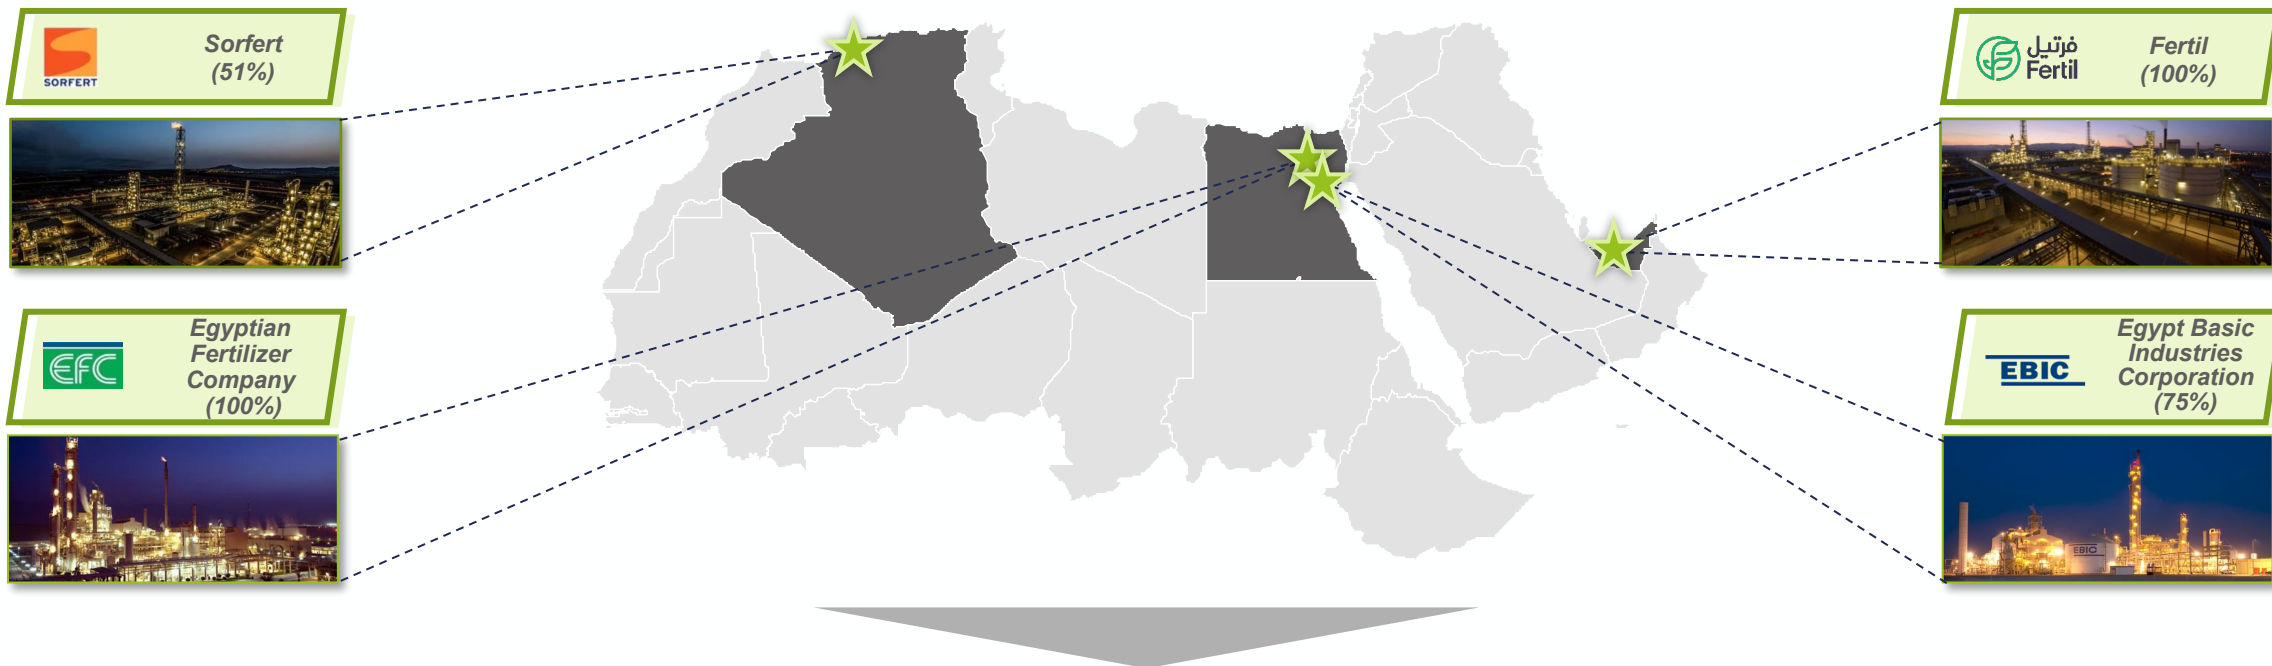 SORFERT
Sorfert
(51%)
EFC
Egyptian
Fertilizer
Company
(100%)
فرتيل
Fertil
Fertil
(100%)
EBIC
Egypt Basic
Industries
Corporation
(75%)
EBIC